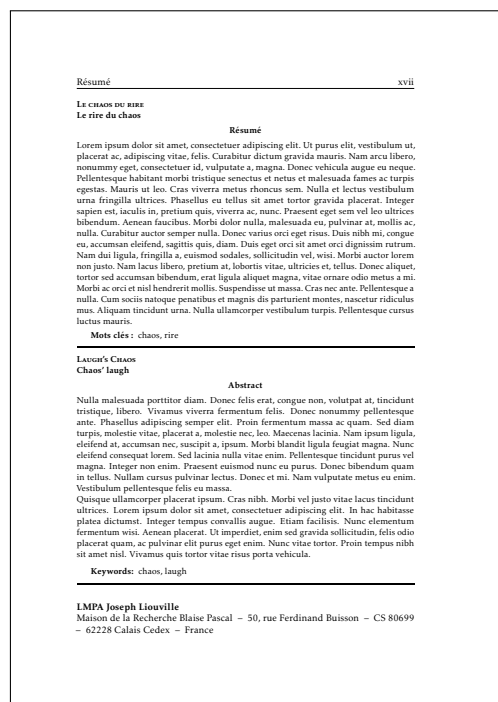 Résumé xvii
Le chaos du rire
Le rire du chaos
Résumé
Lorem ipsum dolor sit amet, consectetuer adipiscing elit. Ut purus elit, vestibulum ut,
placerat ac, adipiscing vitae, felis. Curabitur dictum gravida mauris. Nam arcu libero,
nonummy eget, consectetuer id, vulputate a, magna. Donec vehicula augue eu neque.
Pellentesque habitant morbi tristique senectus et netus et malesuada fames ac turpis
egestas. Mauris ut leo. Cras viverra metus rhoncus sem. Nulla et lectus vestibulum
urna fringilla ultrices. Phasellus eu tellus sit amet tortor gravida placerat. Integer
sapien est, iaculis in, pretium quis, viverra ac, nunc. Praesent eget sem vel leo ultrices
bibendum. Aenean faucibus. Morbi dolor nulla, malesuada eu, pulvinar at, mollis ac,
nulla. Curabitur auctor semper nulla. Donec varius orci eget risus. Duis nibh mi, congue
eu, accumsan eleifend, sagittis quis, diam. Duis eget orci sit amet orci dignissim rutrum.
Nam dui ligula, fringilla a, euismod sodales, sollicitudin vel, wisi. Morbi auctor lorem
non justo. Nam lacus libero, pretium at, lobortis vitae, ultricies et, tellus. Donec aliquet,
tortor sed accumsan bibendum, erat ligula aliquet magna, vitae ornare odio metus a mi.
Morbi ac orci et nisl hendrerit mollis. Suspendisse ut massa. Cras nec ante. Pellentesque a
nulla. Cum sociis natoque penatibus et magnis dis parturient montes, nascetur ridiculus
mus. Aliquam tincidunt urna. Nulla ullamcorper vestibulum turpis. Pellentesque cursus
luctus mauris.
Mots clés : chaos, rire
Laugh's Chaos
Chaos' laugh
Abstract
Nulla malesuada porttitor diam. Donec felis erat, congue non, volutpat at, tincidunt
tristique, libero. Vivamus viverra fermentum felis. Donec nonummy pellentesque
ante. Phasellus adipiscing semper elit. Proin fermentum massa ac quam. Sed diam
turpis, molestie vitae, placerat a, molestie nec, leo. Maecenas lacinia. Nam ipsum ligula,
eleifend at, accumsan nec, suscipit a, ipsum. Morbi blandit ligula feugiat magna. Nunc
eleifend consequat lorem. Sed lacinia nulla vitae enim. Pellentesque tincidunt purus vel
magna. Integer non enim. Praesent euismod nunc eu purus. Donec bibendum quam
in tellus. Nullam cursus pulvinar lectus. Donec et mi. Nam vulputate metus eu enim.
Vestibulum pellentesque felis eu massa.
Quisque ullamcorper placerat ipsum. Cras nibh. Morbi vel justo vitae lacus tincidunt
ultrices. Lorem ipsum dolor sit amet, consectetuer adipiscing elit. In hac habitasse
platea dictumst. Integer tempus convallis augue. Etiam facilisis. Nunc elementum
fermentum wisi. Aenean placerat. Ut imperdiet, enim sed gravida sollicitudin, felis odio
placerat quam, ac pulvinar elit purus eget enim. Nunc vitae tortor. Proin tempus nibh
sit amet nisl. Vivamus quis tortor vitae risus porta vehicula.
Keywords: chaos, laugh
LMPA Joseph Liouville
Maison de la Recherche Blaise Pascal – 50, rue Ferdinand Buisson – CS 80699
– 62228 Calais Cedex – France